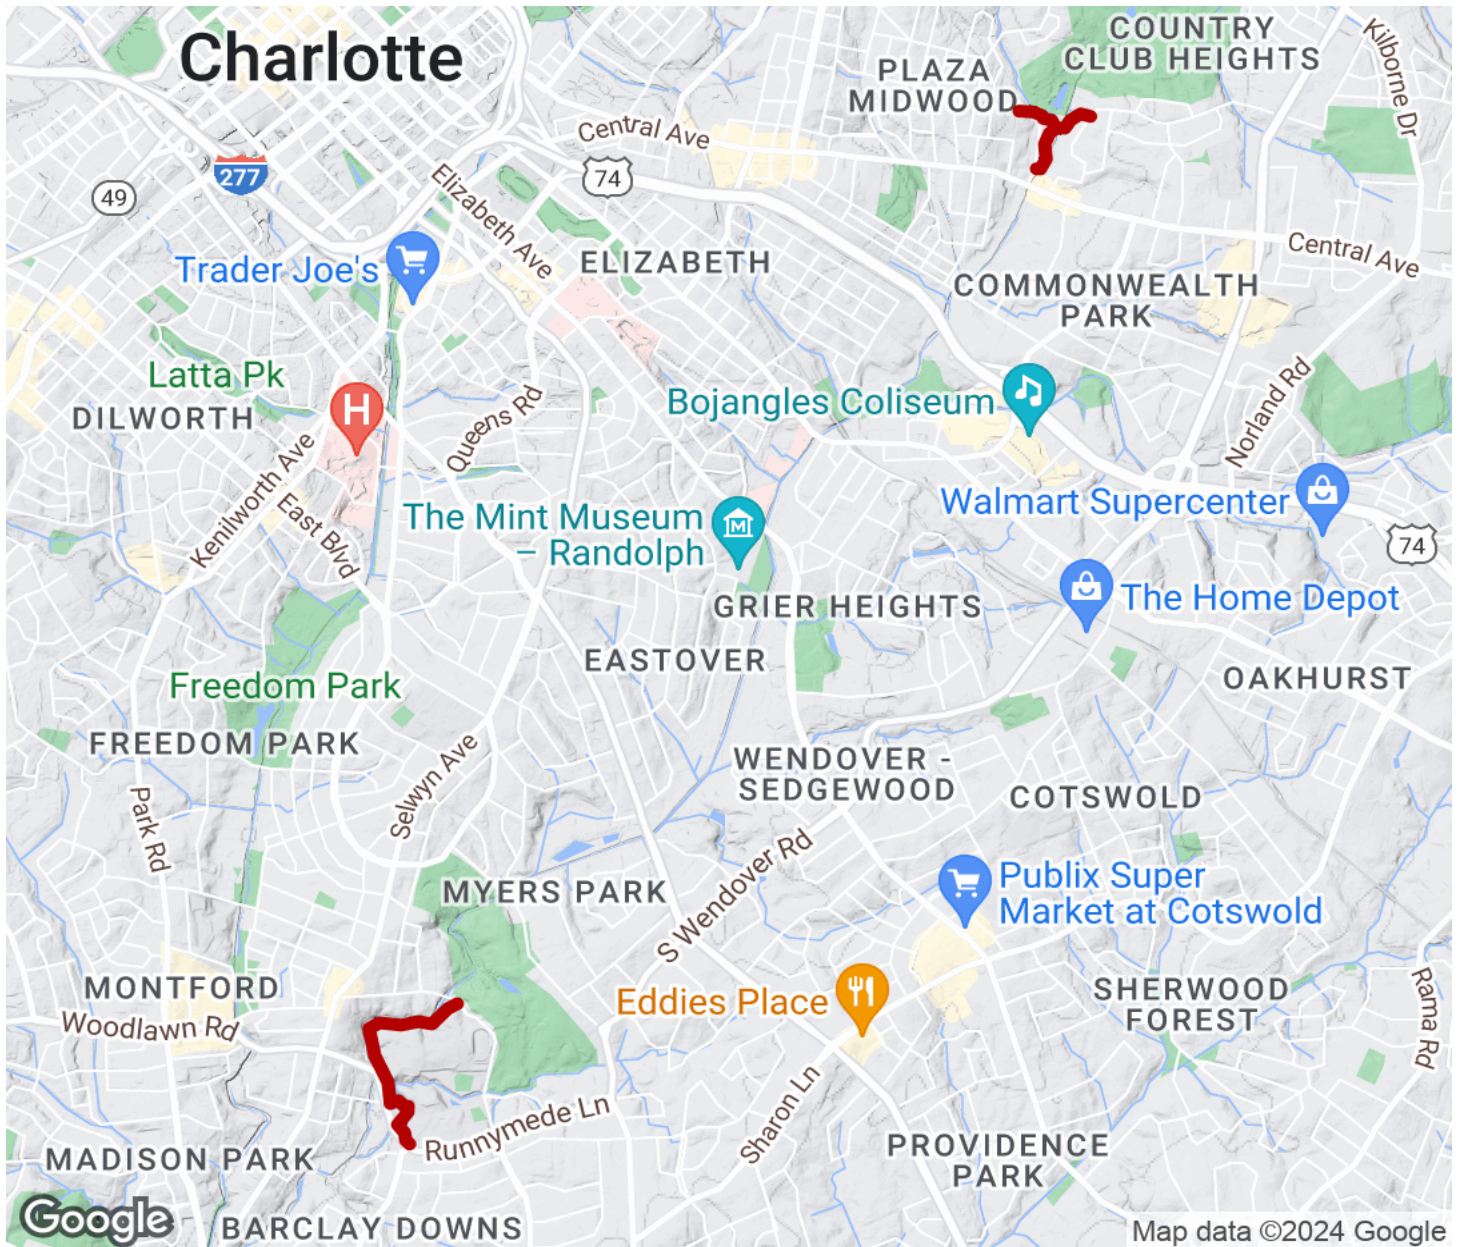 COUNTRY
CLUB HEIGHTS
Charlotte
Kilborne Dr
PLAZA
MIDWOOD
Central Ave
277
74
49
Elizabeth Ave
ELIZABETH
Trader Joe's
Central Ave
COMMONWEALTH
PARK
Latta Pk
DILWORTH
H
Queens Rd
Bojangles Coliseum
Norland Rd
Kenilworth Ave
East Blvd
The Mint Museum
– Randolph
M
Walmart Supercenter
74
The Home Depot
GRIER HEIGHTS
EASTOVER
OAKHURST
Freedom Park
FREEDOM PARK
Selwyn Ave
WENDOVER -
SEDGEWOOD
COTSWOLD
Park Rd
S Wendover Rd
MYERS PARK
Publix Super
Market at Cotswold
MONTFORD
Woodlawn Rd
Eddies Place
SHERWOOD
FOREST
Rama Rd
Sharon Ln
Runnymede Ln
MADISON PARK
PROVIDENCE
PARK
Google
BARCLAY DOWNS
Map data ©2024 Google